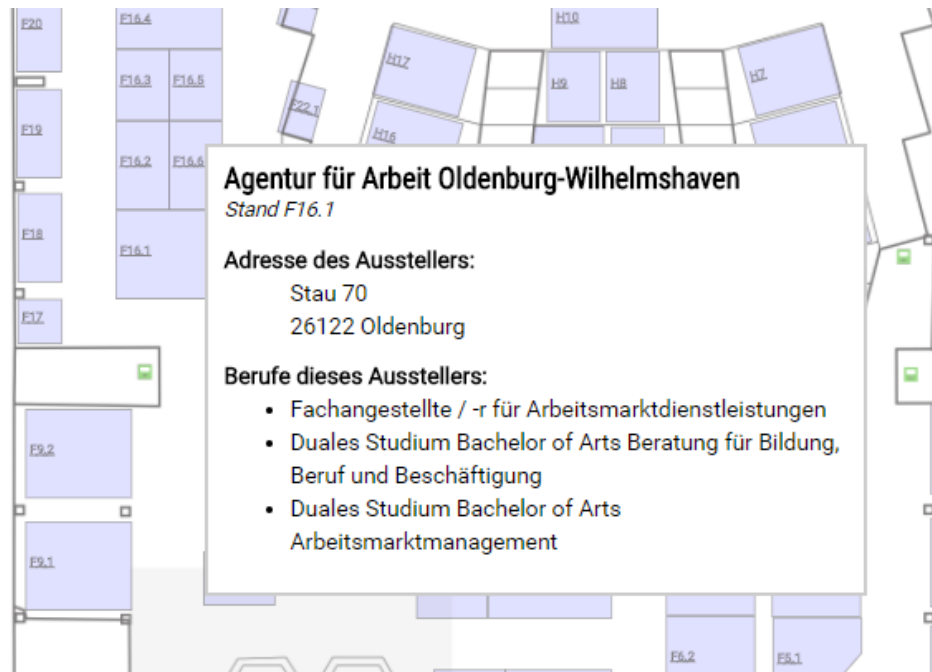 F20
F16.4
H10
H17
F16.3
F16.5
H9
H8
H7
F22.1
F19
H16
F16.2
F16.6
Agentur für Arbeit Oldenburg-Wilhelmshaven
Stand F16.1
F18
F16.1
Adresse des Ausstellers:
Stau 70
26122 Oldenburg
F17
Berufe dieses Ausstellers:
• Fachangestellte / -r für Arbeitsmarktdienstleistungen
• Duales Studium Bachelor of Arts Beratung für Bildung,
Beruf und Beschäftigung
• Duales Studium Bachelor of Arts
Arbeitsmarktmanagement
F9.2
F9.1
F6.2
F5.1